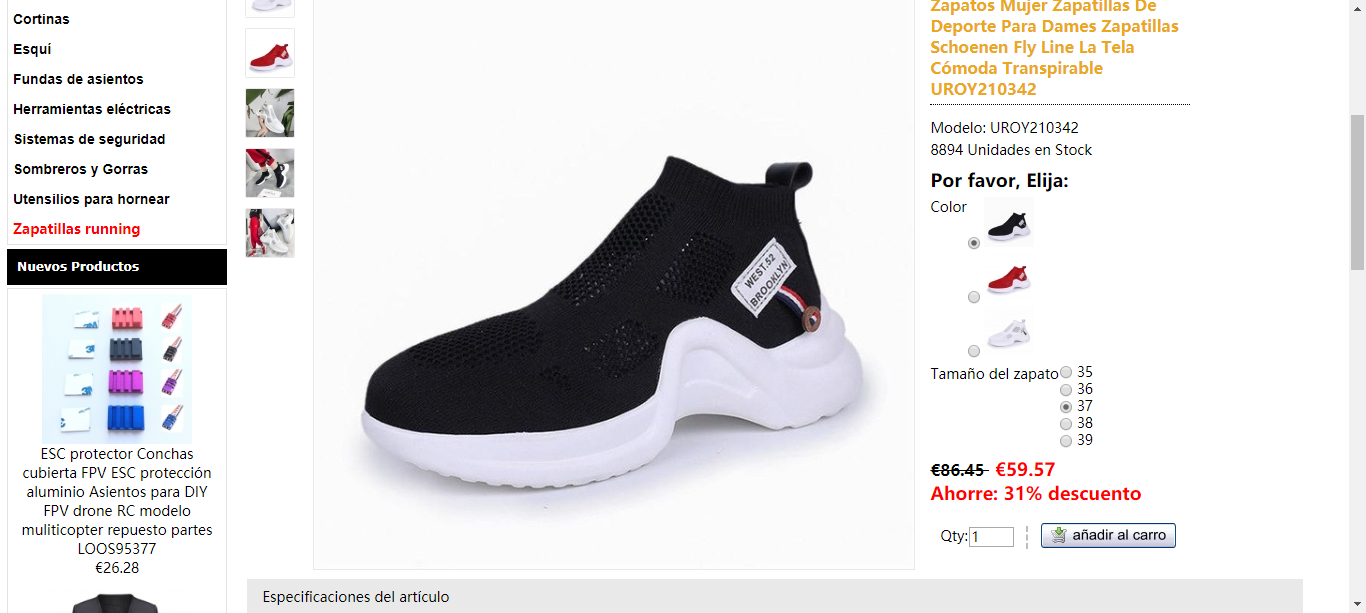 Cortinas
Esquí
Fundas de asientos
Herramientas eléctricas
Sistemas de seguridad
Sombreros y Gorras
Utensilios para hornear
Zapatillas running
Nuevos Productos
ESC protector Conchas
cubierta FPV ESC protección
aluminio Asientos para DIY
FPV drone RC modelo
muliticopter repuesto partes
LOOS95377
€26.28
WEST.52
BROOKLYN
Zapatos Mujer Zapatillas De
Deporte Para Dames Zapatillas
Schoenen Fly Line La Tela
Cómoda Transpirable
UROY210342
Modelo: UROY210342
8894 Unidades en Stock
Por favor, Elija:
Color
Tamaño del zapato
35
36
37
38
39
€86.45 €59.57
Ahorre: 31% descuento
Qty: 1 añadir al carro
Especificaciones del artículo